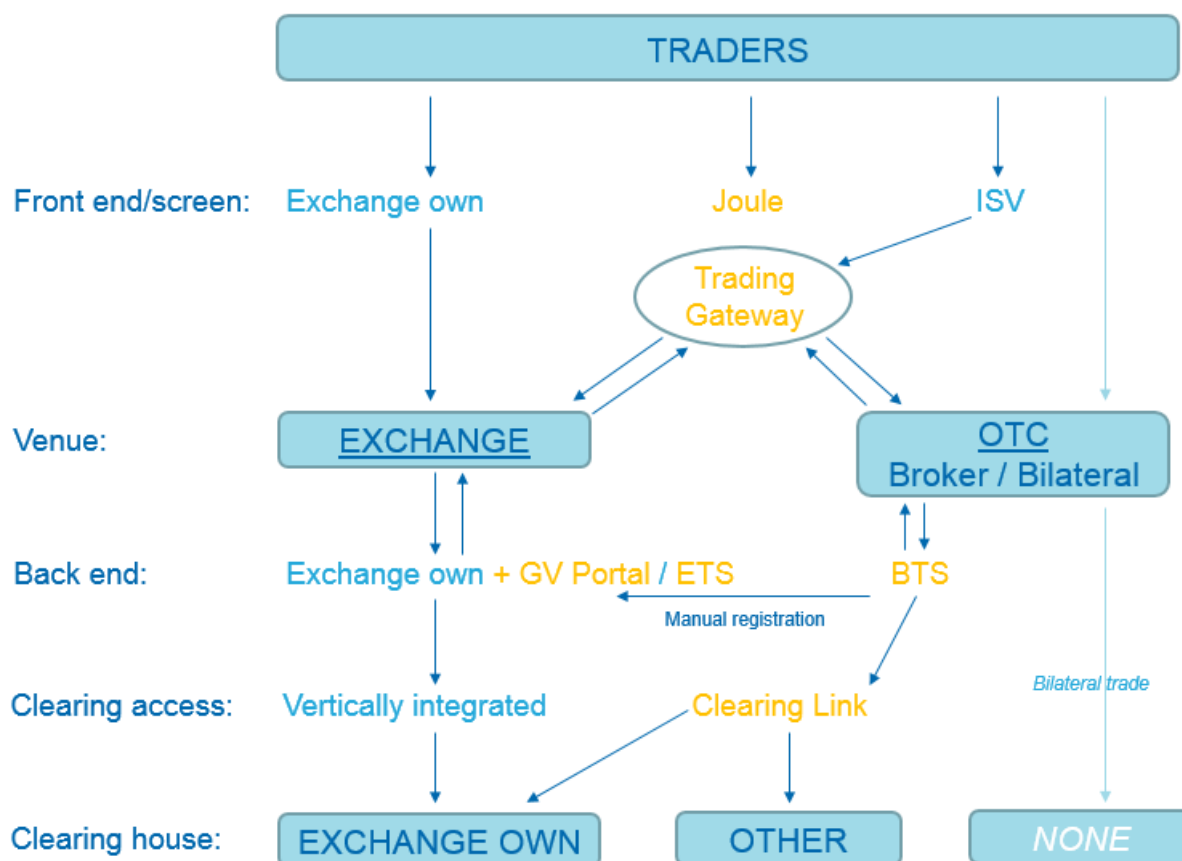 TRADERS
Front end/screen: Exchange own Joule ISV
Trading
Gateway
Venue: EXCHANGE OTC
Broker / Bilateral
Back end: Exchange own + GV Portal / ETS BTS
Manual registration
Bilateral trade
Clearing access: Vertically integrated Clearing Link
Clearing house: EXCHANGE OWN OTHER NONE